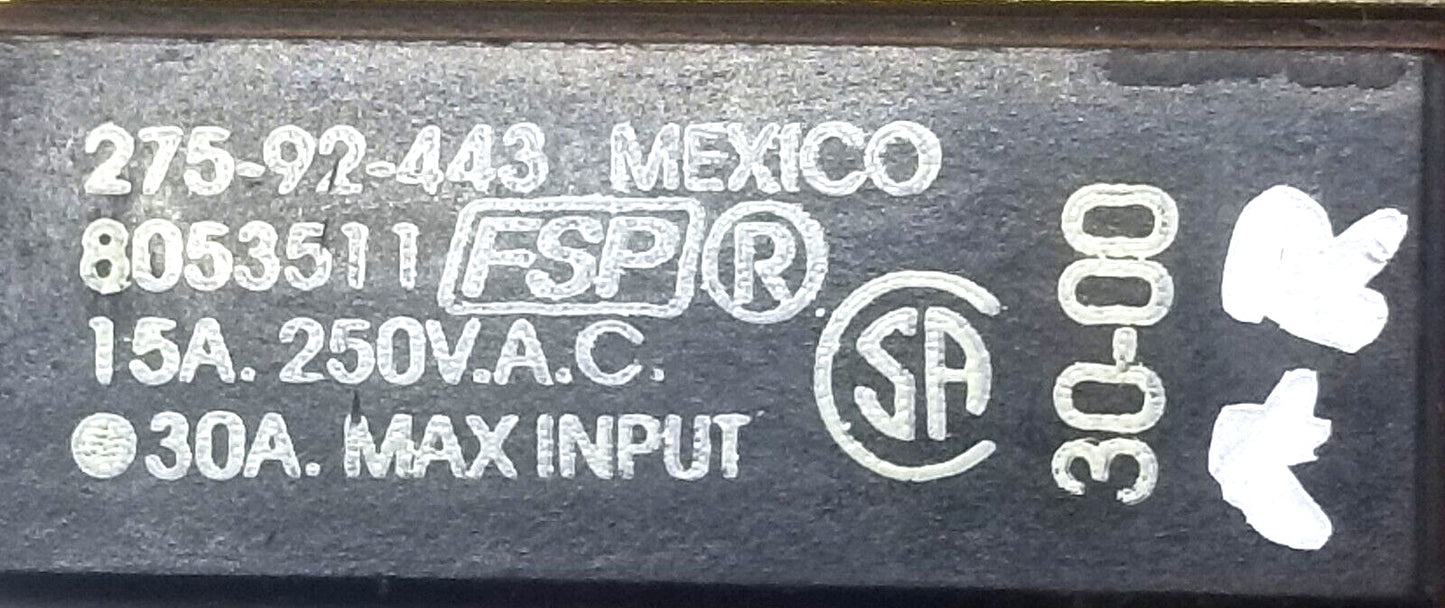 275-92-443 MEXICO
8053511 FSP®
15A. 250V.A.C.
30A. MAX INPUT
SA
30-00